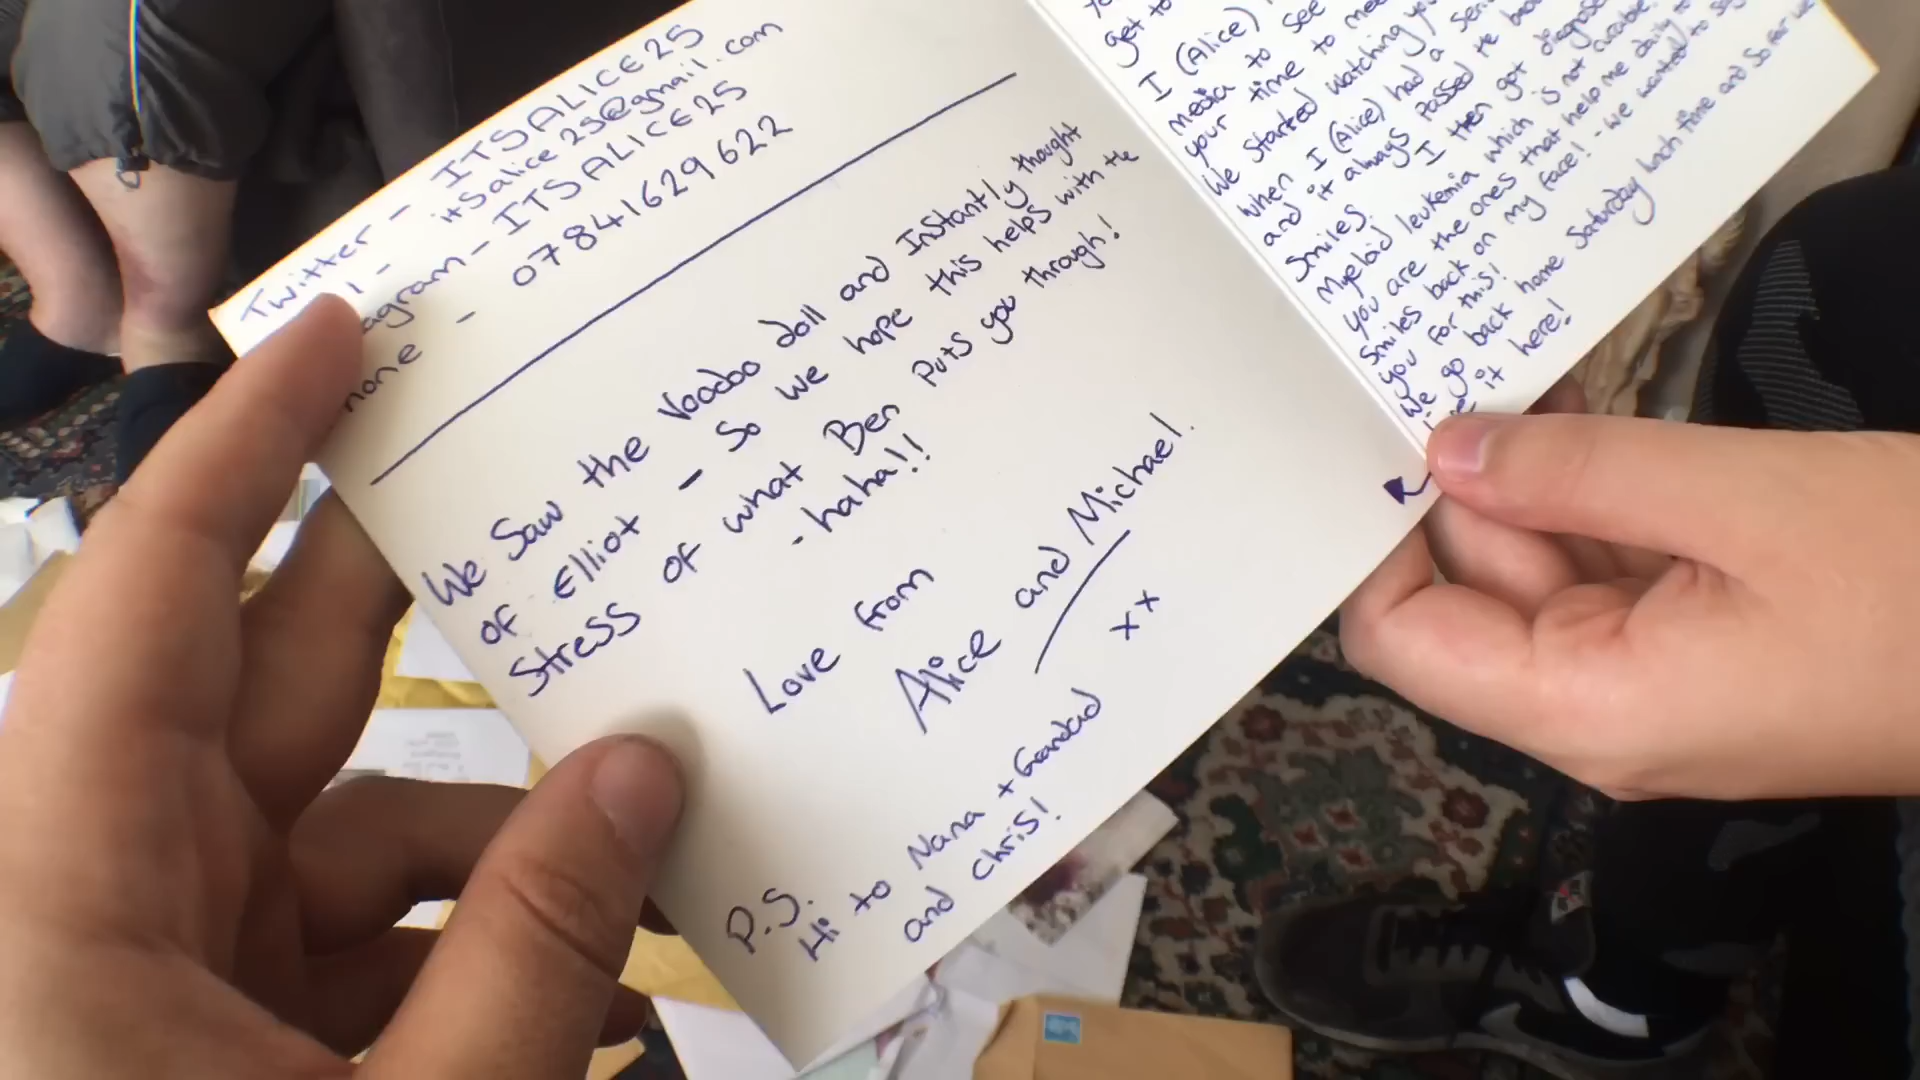 Twitter - ITSALICE25
l - itsalice25@gmail.com
agram - ITSALICE25
hone - 07841629622
We Saw the Voodoo doll and Instantly thought
of Elliot - So we hope this helps with the
Stress of what Ben puts you through!
- haha!!
Love from
Alice and Michael.
xx
P.S.
Hi to Nana + Grandad
and Chris!
get to
I (Alice)
media to see
your time to
We started watching you
when I (Alice) had a
and it always passed te
Smiles. I then got diagnose
Myeloid leukemia which is not curable.
you are the ones that help me daily to
Smiles back on my face! - we wanted to
you for this!
We go back home Saturday lunch time and So far we
it here!